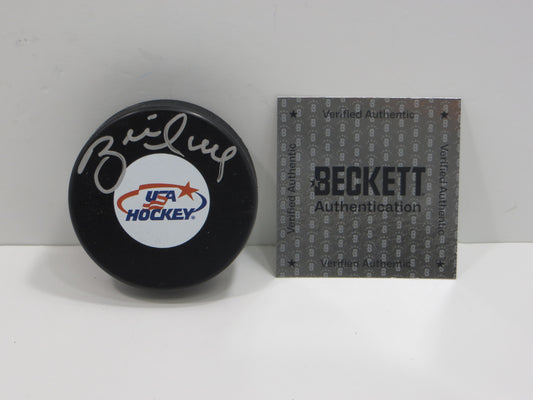 USA
HOCKEY
Verified Authentic
Verified Authentic
BECKETT
Authentication
Verified Authentic
Verified Authentic